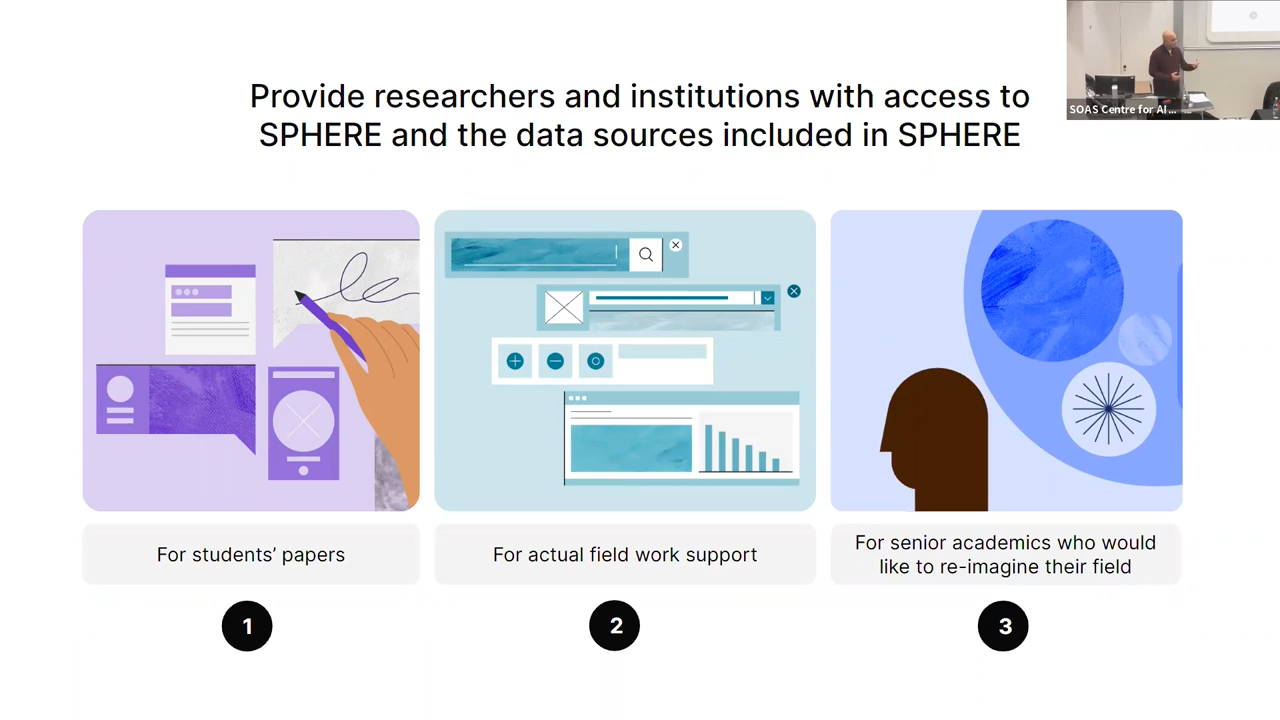 Provide researchers and institutions with access to
SPHERE and the data sources included in SPHERE
SOAS Centre for AI ...
For students’ papers
For actual field work support
For senior academics who would
like to re-imagine their field
1
2
3